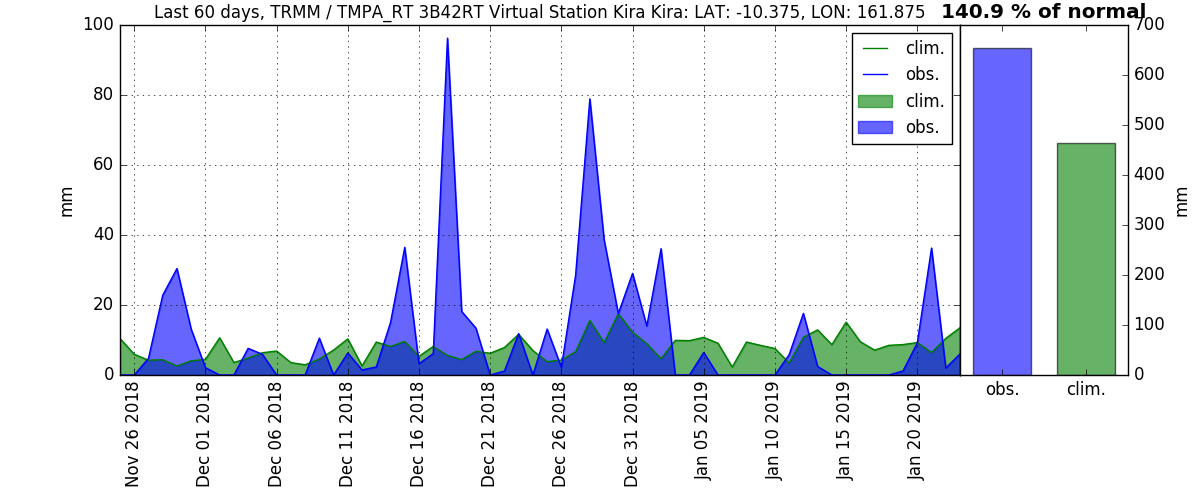 Last 60 days, TRMM / TMPA_RT 3B42RT Virtual Station Kira Kira: LAT: -10.375, LON: 161.875
140.9 % of normal
mm
100
80
60
40
20
0
Nov 26 2018
Dec 01 2018
Dec 06 2018
Dec 11 2018
Dec 16 2018
Dec 21 2018
Dec 26 2018
Dec 31 2018
Jan 05 2019
Jan 10 2019
Jan 15 2019
Jan 20 2019
clim.
obs.
clim.
obs.
700
600
500
400
300
200
100
0
mm
obs.
clim.